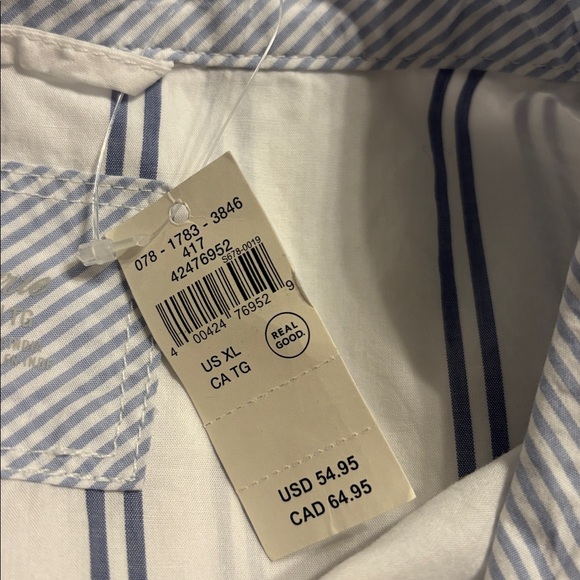 078 - 1783 - 3846
417
42476952
S678-0019
4 00424 76952 9
US XL
CA TG
REAL
GOOD.
USD 54.95
CAD 64.95